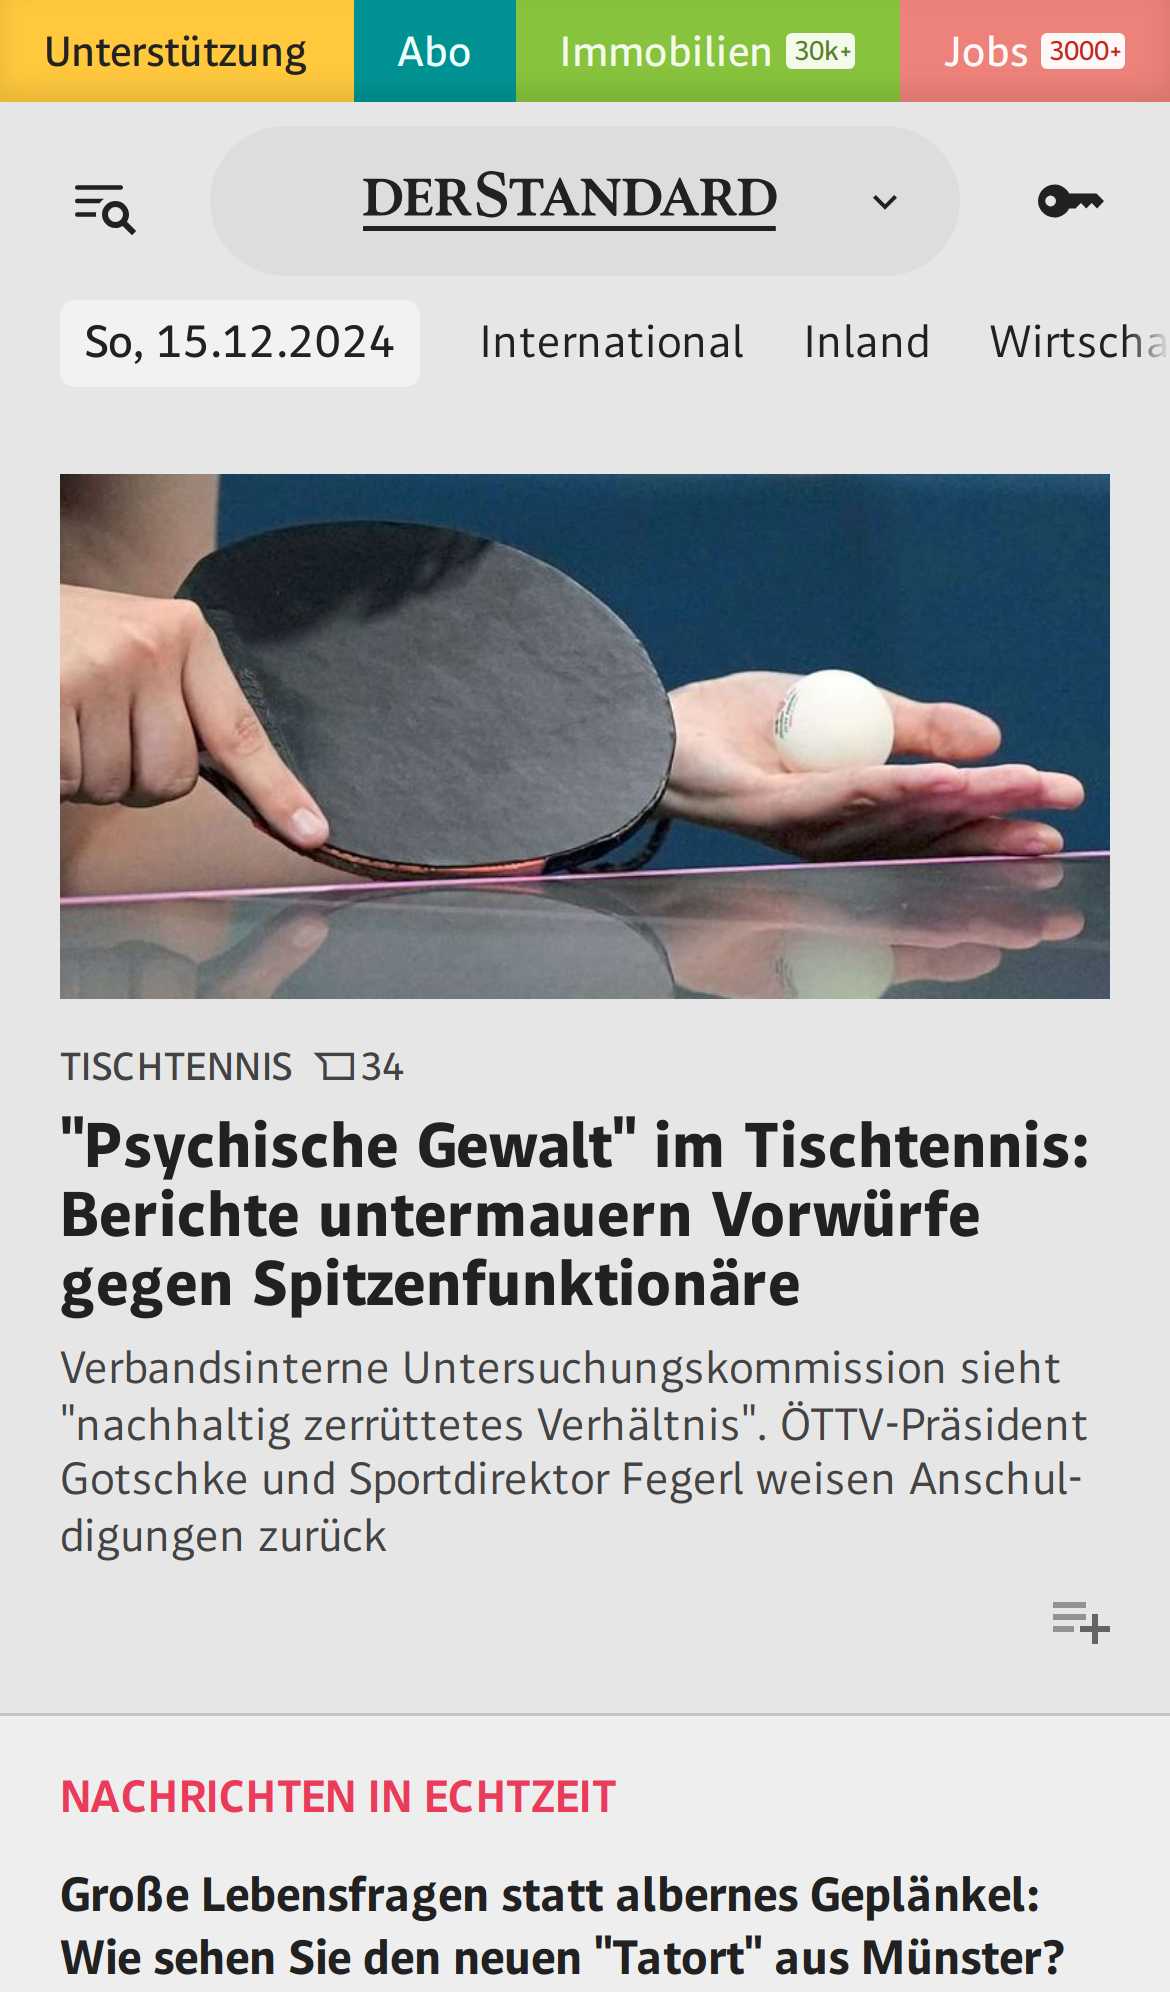 Unterstützung Abo Immobilien 30k+ Jobs 3000+
DERSTANDARD
So, 15.12.2024 International Inland Wirtscha
TISCHTENNIS 34
"Psychische Gewalt" im Tischtennis:
Berichte untermauern Vorwürfe
gegen Spitzenfunktionäre
Verbandsinterne Untersuchungskommission sieht
"nachhaltig zerrüttetes Verhältnis". ÖTTV-Präsident
Gotschke und Sportdirektor Fegerl weisen Anschul-
digungen zurück
NACHRICHTEN IN ECHTZEIT
Große Lebensfragen statt albernes Geplänkel:
Wie sehen Sie den neuen "Tatort" aus Münster?